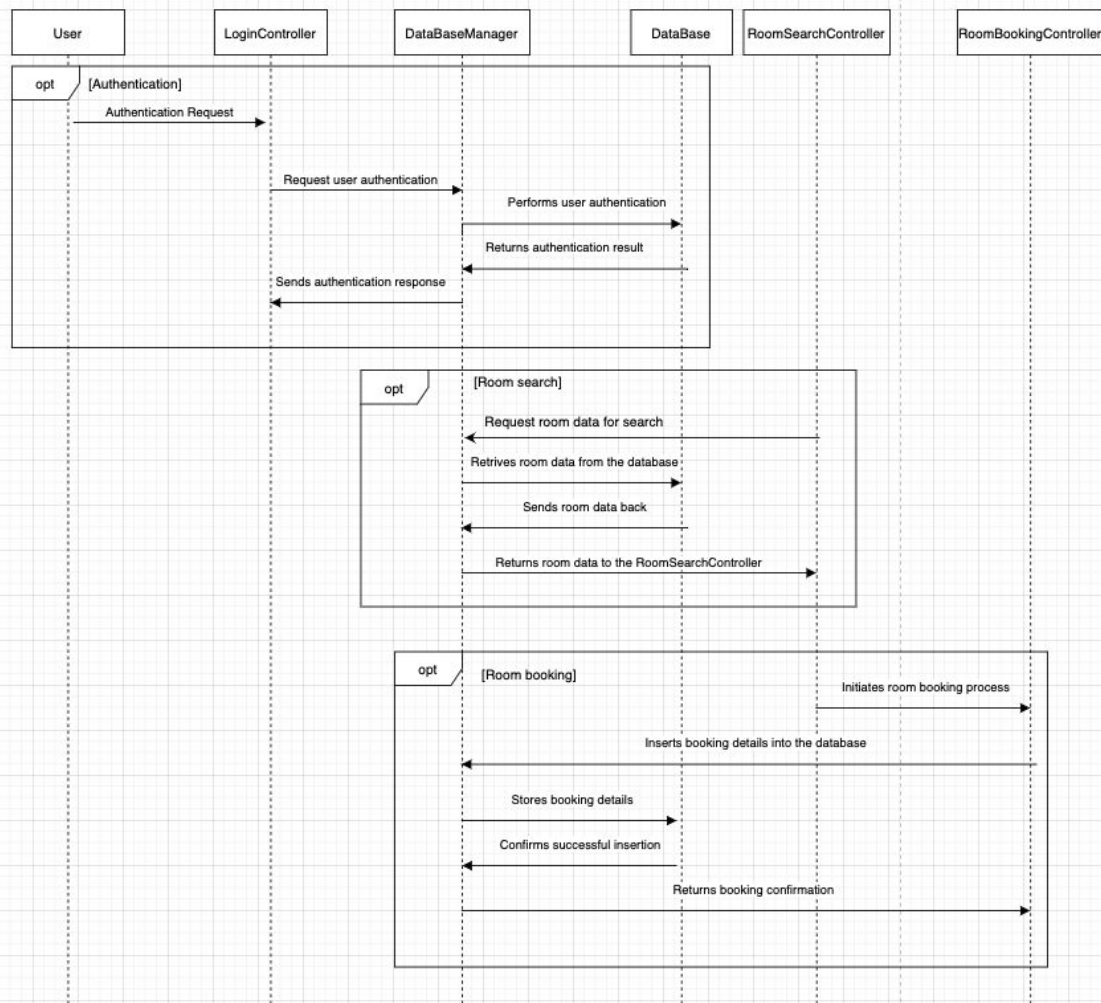 User
LoginController
DataBaseManager
DataBase
RoomSearchController
RoomBookingController
opt
[Authentication]
Authentication Request
Request user authentication
Performs user authentication
Returns authentication result
Sends authentication response
opt
[Room search]
Request room data for search
Retrives room data from the database
Sends room data back
Returns room data to the RoomSearchController
opt
[Room booking]
Initiates room booking process
Inserts booking details into the database
Stores booking details
Confirms successful insertion
Returns booking confirmation